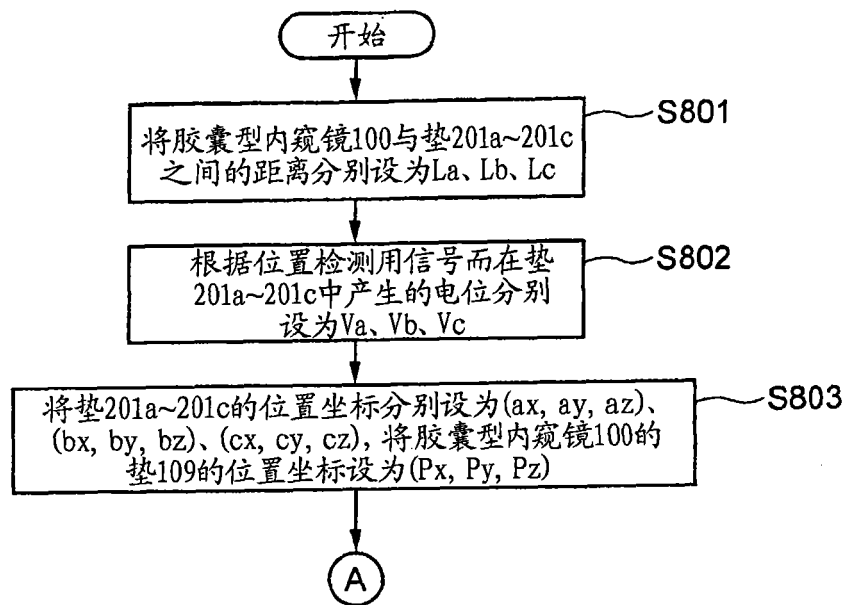 开始
S801
将胶囊型内窥镜100与垫201a~201c
之间的距离分别设为La、Lb、Lc
S802
根据位置检测用信号而在垫
201a~201c中产生的电位分别
设为Va、Vb、Vc
S803
将垫201a~201c的位置坐标分别设为(ax, ay, az)、
(bx, by, bz)、(cx, cy, cz), 将胶囊型内窥镜100的
垫109的位置坐标设为(Px, Py, Pz)
A